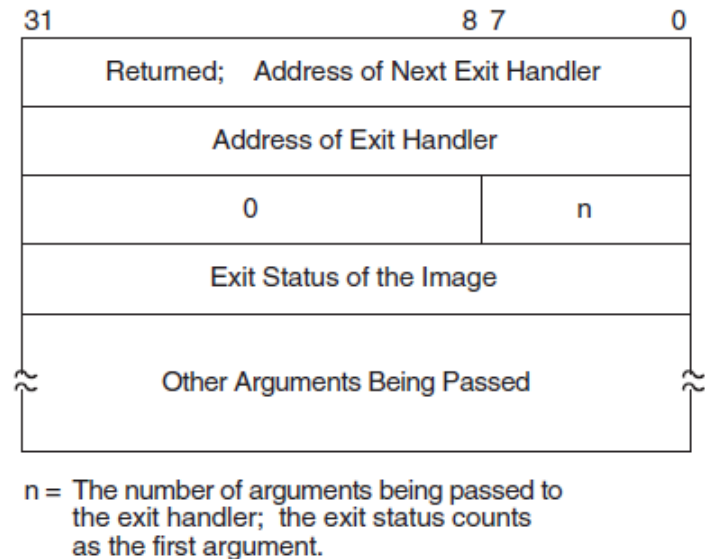 31 8 7 0
Returned; Address of Next Exit Handler
Address of Exit Handler
0 n
Exit Status of the Image
Other Arguments Being Passed
n = The number of arguments being passed to
the exit handler; the exit status counts
as the first argument.